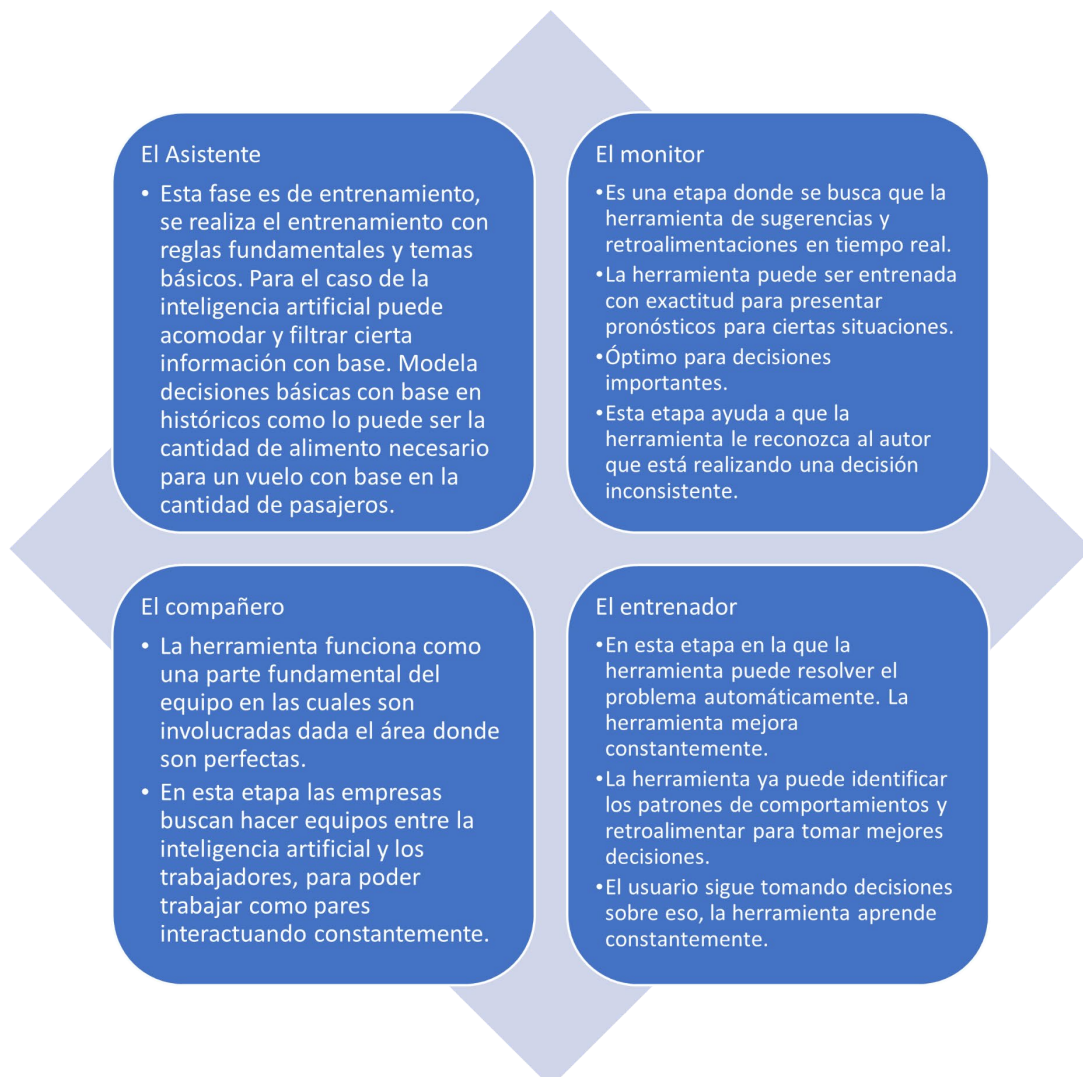 El Asistente
• Esta fase es de entrenamiento,
se realiza el entrenamiento con
reglas fundamentales y temas
básicos. Para el caso de la
inteligencia artificial puede
acomodar y filtrar cierta
información con base. Modela
decisiones básicas con base en
históricos como lo puede ser la
cantidad de alimento necesario
para un vuelo con base en la
cantidad de pasajeros.
El monitor
•Es una etapa donde se busca que la
herramienta de sugerencias y
retroalimentaciones en tiempo real.
•La herramienta puede ser entrenada
con exactitud para presentar
pronósticos para ciertas situaciones.
•Óptimo para decisiones
importantes.
•Esta etapa ayuda a que la
herramienta le reconozca al autor
que está realizando una decisión
inconsistente.
El compañero
• La herramienta funciona como
una parte fundamental del
equipo en las cuales son
involucradas dada el área donde
son perfectas.
• En esta etapa las empresas
buscan hacer equipos entre la
inteligencia artificial y los
trabajadores, para poder
trabajar como pares
interactuando constantemente.
El entrenador
•En esta etapa en la que la
herramienta puede resolver el
problema automáticamente. La
herramienta mejora
constantemente.
•La herramienta ya puede identificar
los patrones de comportamientos y
retroalimentar para tomar mejores
decisiones.
•El usuario sigue tomando decisiones
sobre eso, la herramienta aprende
constantemente.